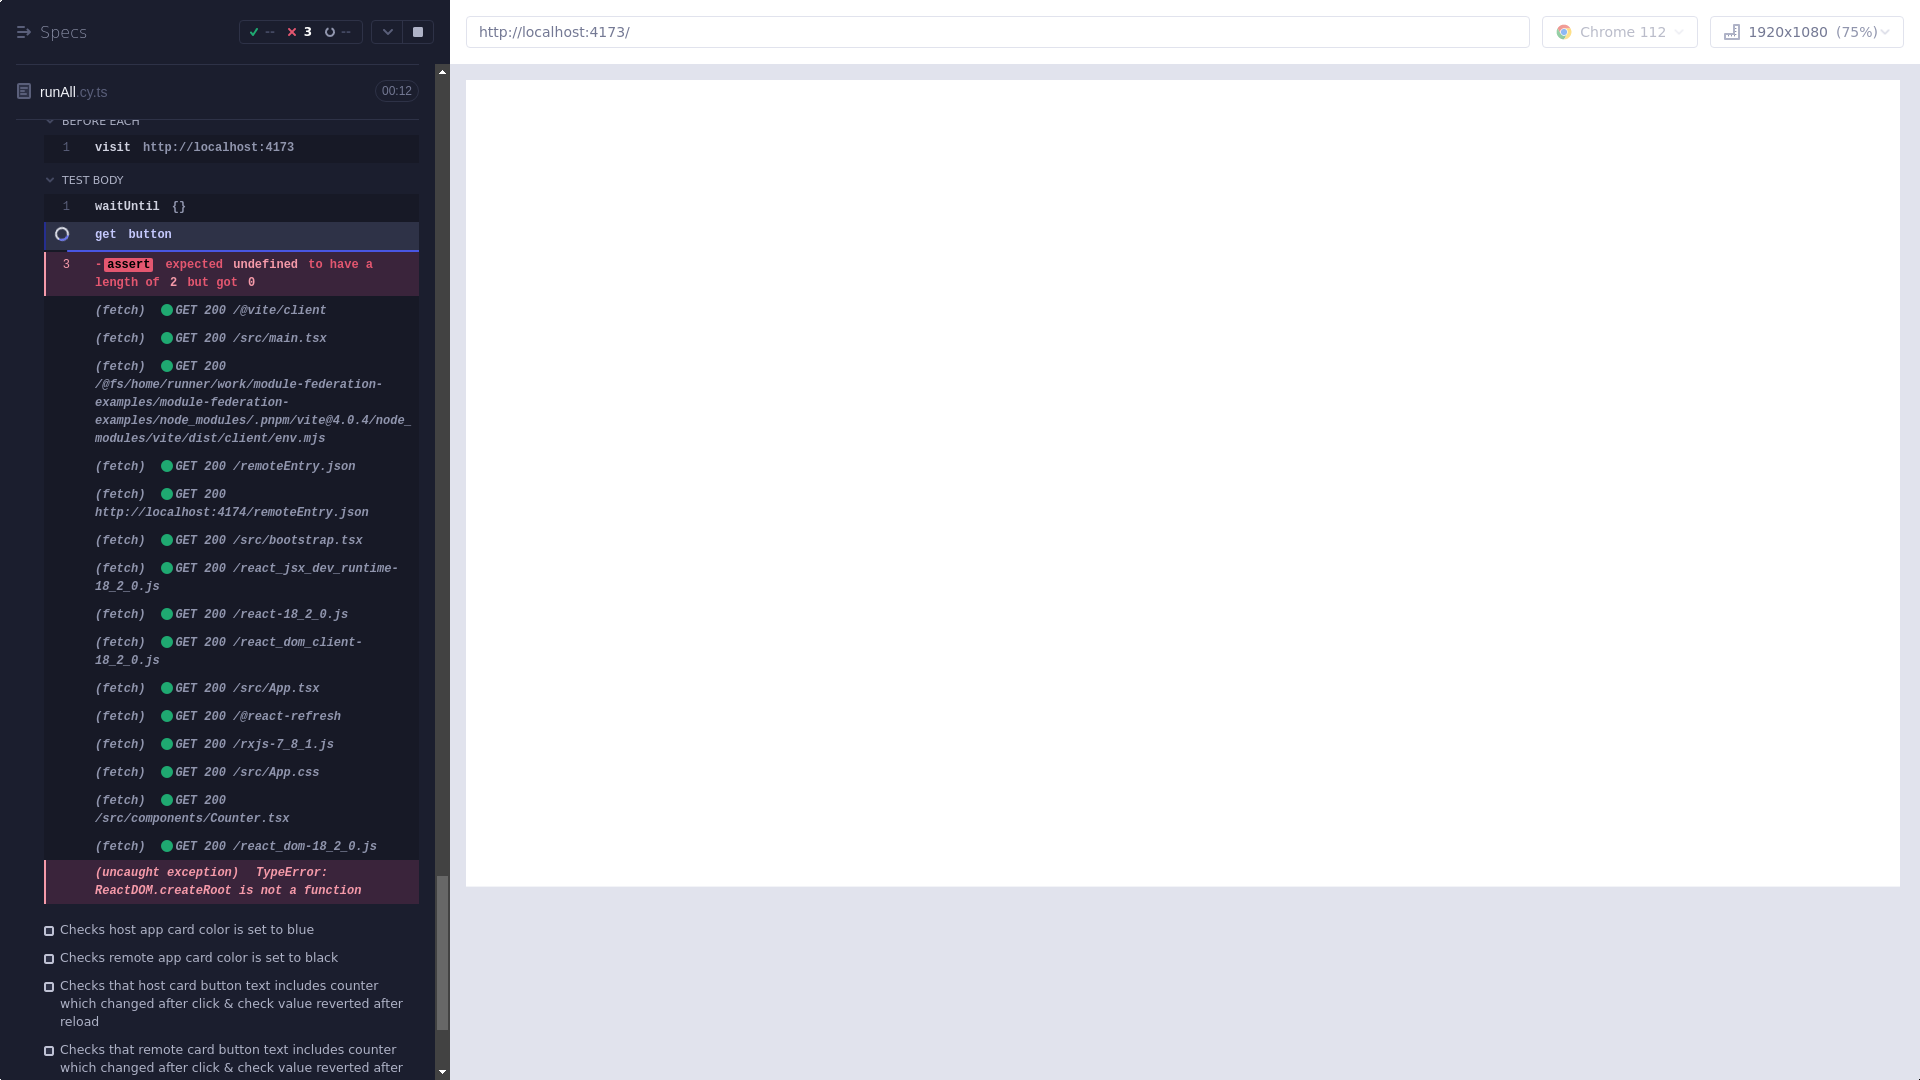 Specs
-- 3 --
runAll.cy.ts 00:12
BEFORE EACH
1 visit http://localhost:4173
TEST BODY
1 waitUntil {}
get button
3 -assert expected undefined to have a
length of 2 but got 0
(fetch) GET 200 /@vite/client
(fetch) GET 200 /src/main.tsx
(fetch) GET 200
/@fs/home/runner/work/module-federation-
examples/module-federation-
examples/node_modules/.pnpm/vite@4.0.4/node_
modules/vite/dist/client/env.mjs
(fetch) GET 200 /remoteEntry.json
(fetch) GET 200
http://localhost:4174/remoteEntry.json
(fetch) GET 200 /src/bootstrap.tsx
(fetch) GET 200 /react_jsx_dev_runtime-
18_2_0.js
(fetch) GET 200 /react-18_2_0.js
(fetch) GET 200 /react_dom_client-
18_2_0.js
(fetch) GET 200 /src/App.tsx
(fetch) GET 200 /@react-refresh
(fetch) GET 200 /rxjs-7_8_1.js
(fetch) GET 200 /src/App.css
(fetch) GET 200
/src/components/Counter.tsx
(fetch) GET 200 /react_dom-18_2_0.js
(uncaught exception) TypeError:
ReactDOM.createRoot is not a function
Checks host app card color is set to blue
Checks remote app card color is set to black
Checks that host card button text includes counter
which changed after click & check value reverted after
reload
Checks that remote card button text includes counter
which changed after click & check value reverted after
http://localhost:4173/
Chrome 112
1920x1080 (75%)